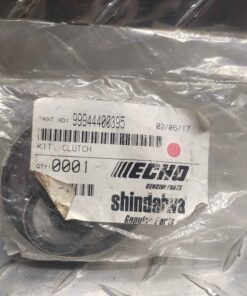 PART NO: 99944400395
02/06/17
KIT, CLUTCH
QTY: 0001
ECHO
GENUINE PARTS
shindaiwa
Genuine Parts